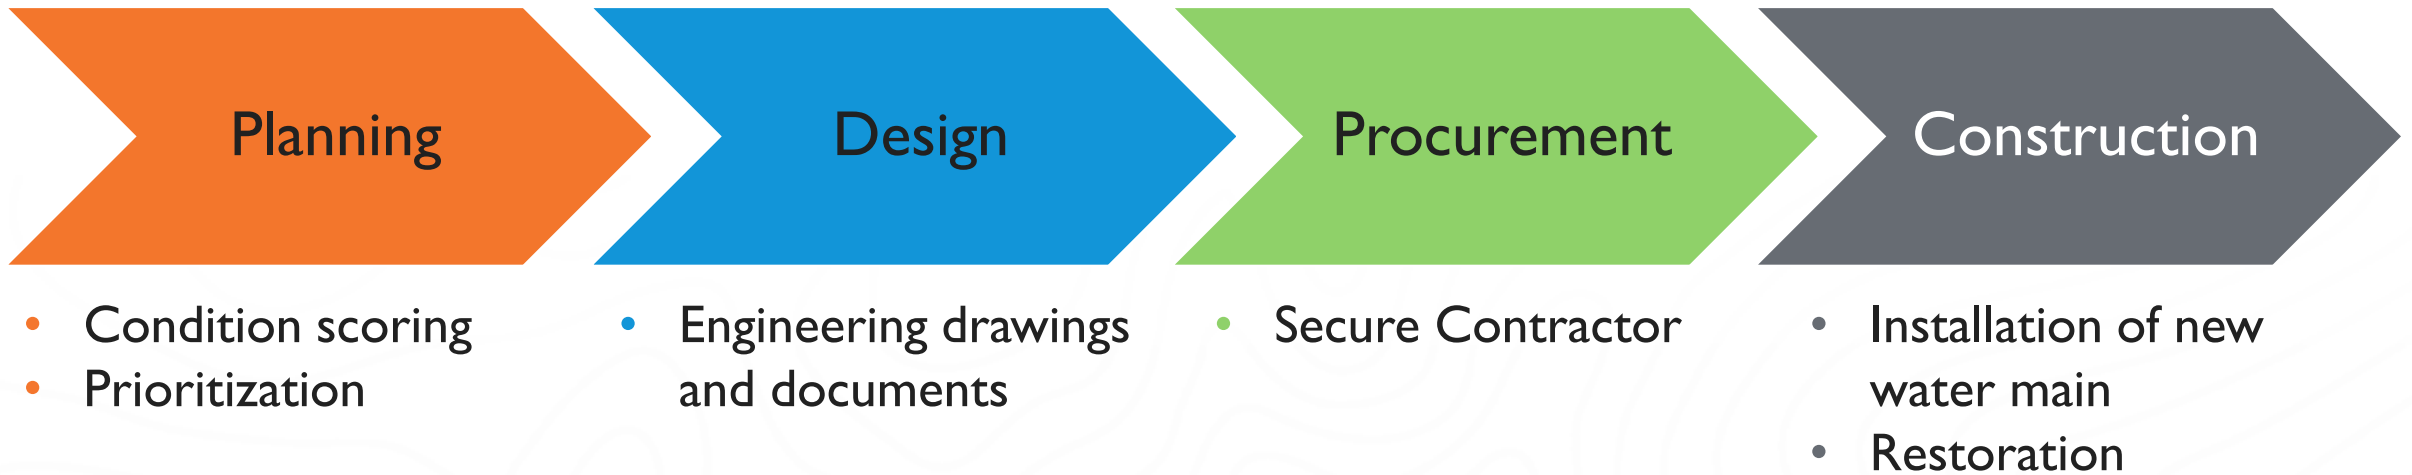 Planning
Design
Procurement
Construction
• Condition scoring
• Prioritization
• Engineering drawings
and documents
• Secure Contractor
• Installation of new
water main
• Restoration